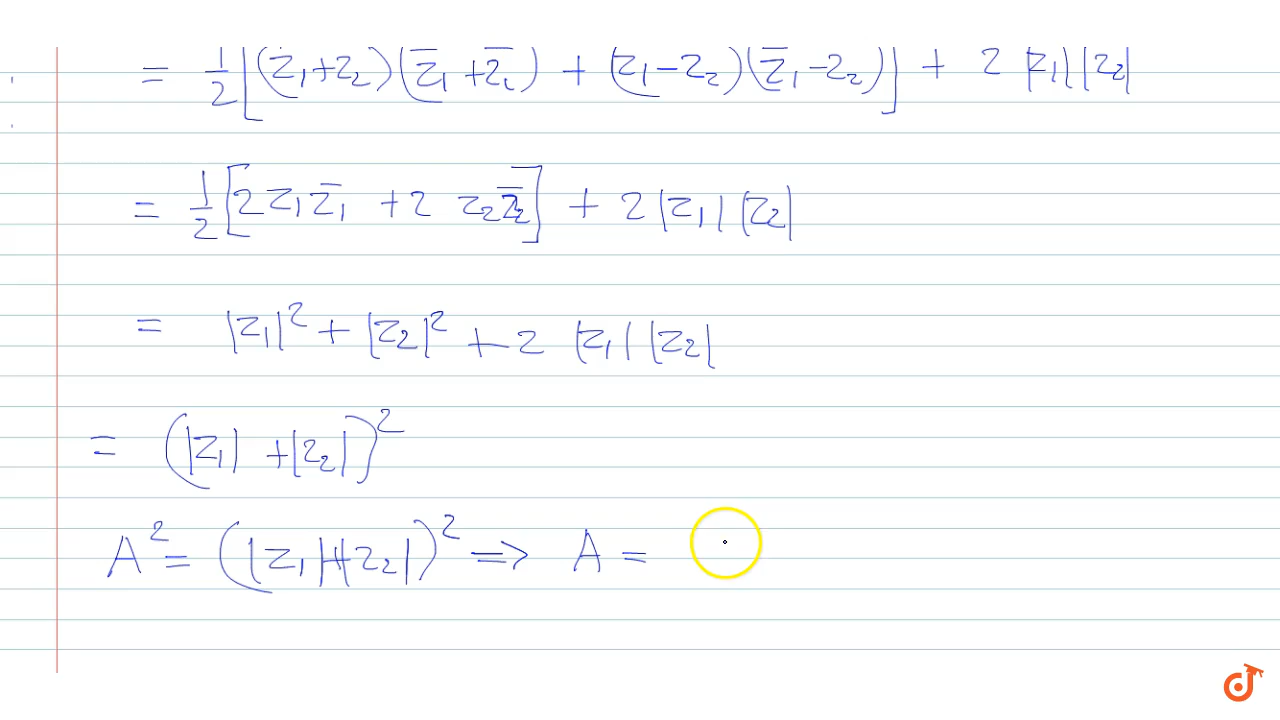 = 1/2 [(z₁+z₂)(z̄₁+z̄₂) + (z₁-z₂)(z̄₁-z₂)] + 2 |z₁| |z₂|
= 1/2 [2 z₁z̄₁ + 2 z₂z̄₂] + 2 |z₁| |z₂|
= |z₁|² + |z₂|² + 2 |z₁| |z₂|
= (|z₁| + |z₂|)²
A² = (|z₁|+|z₂|)² ⇒ A =